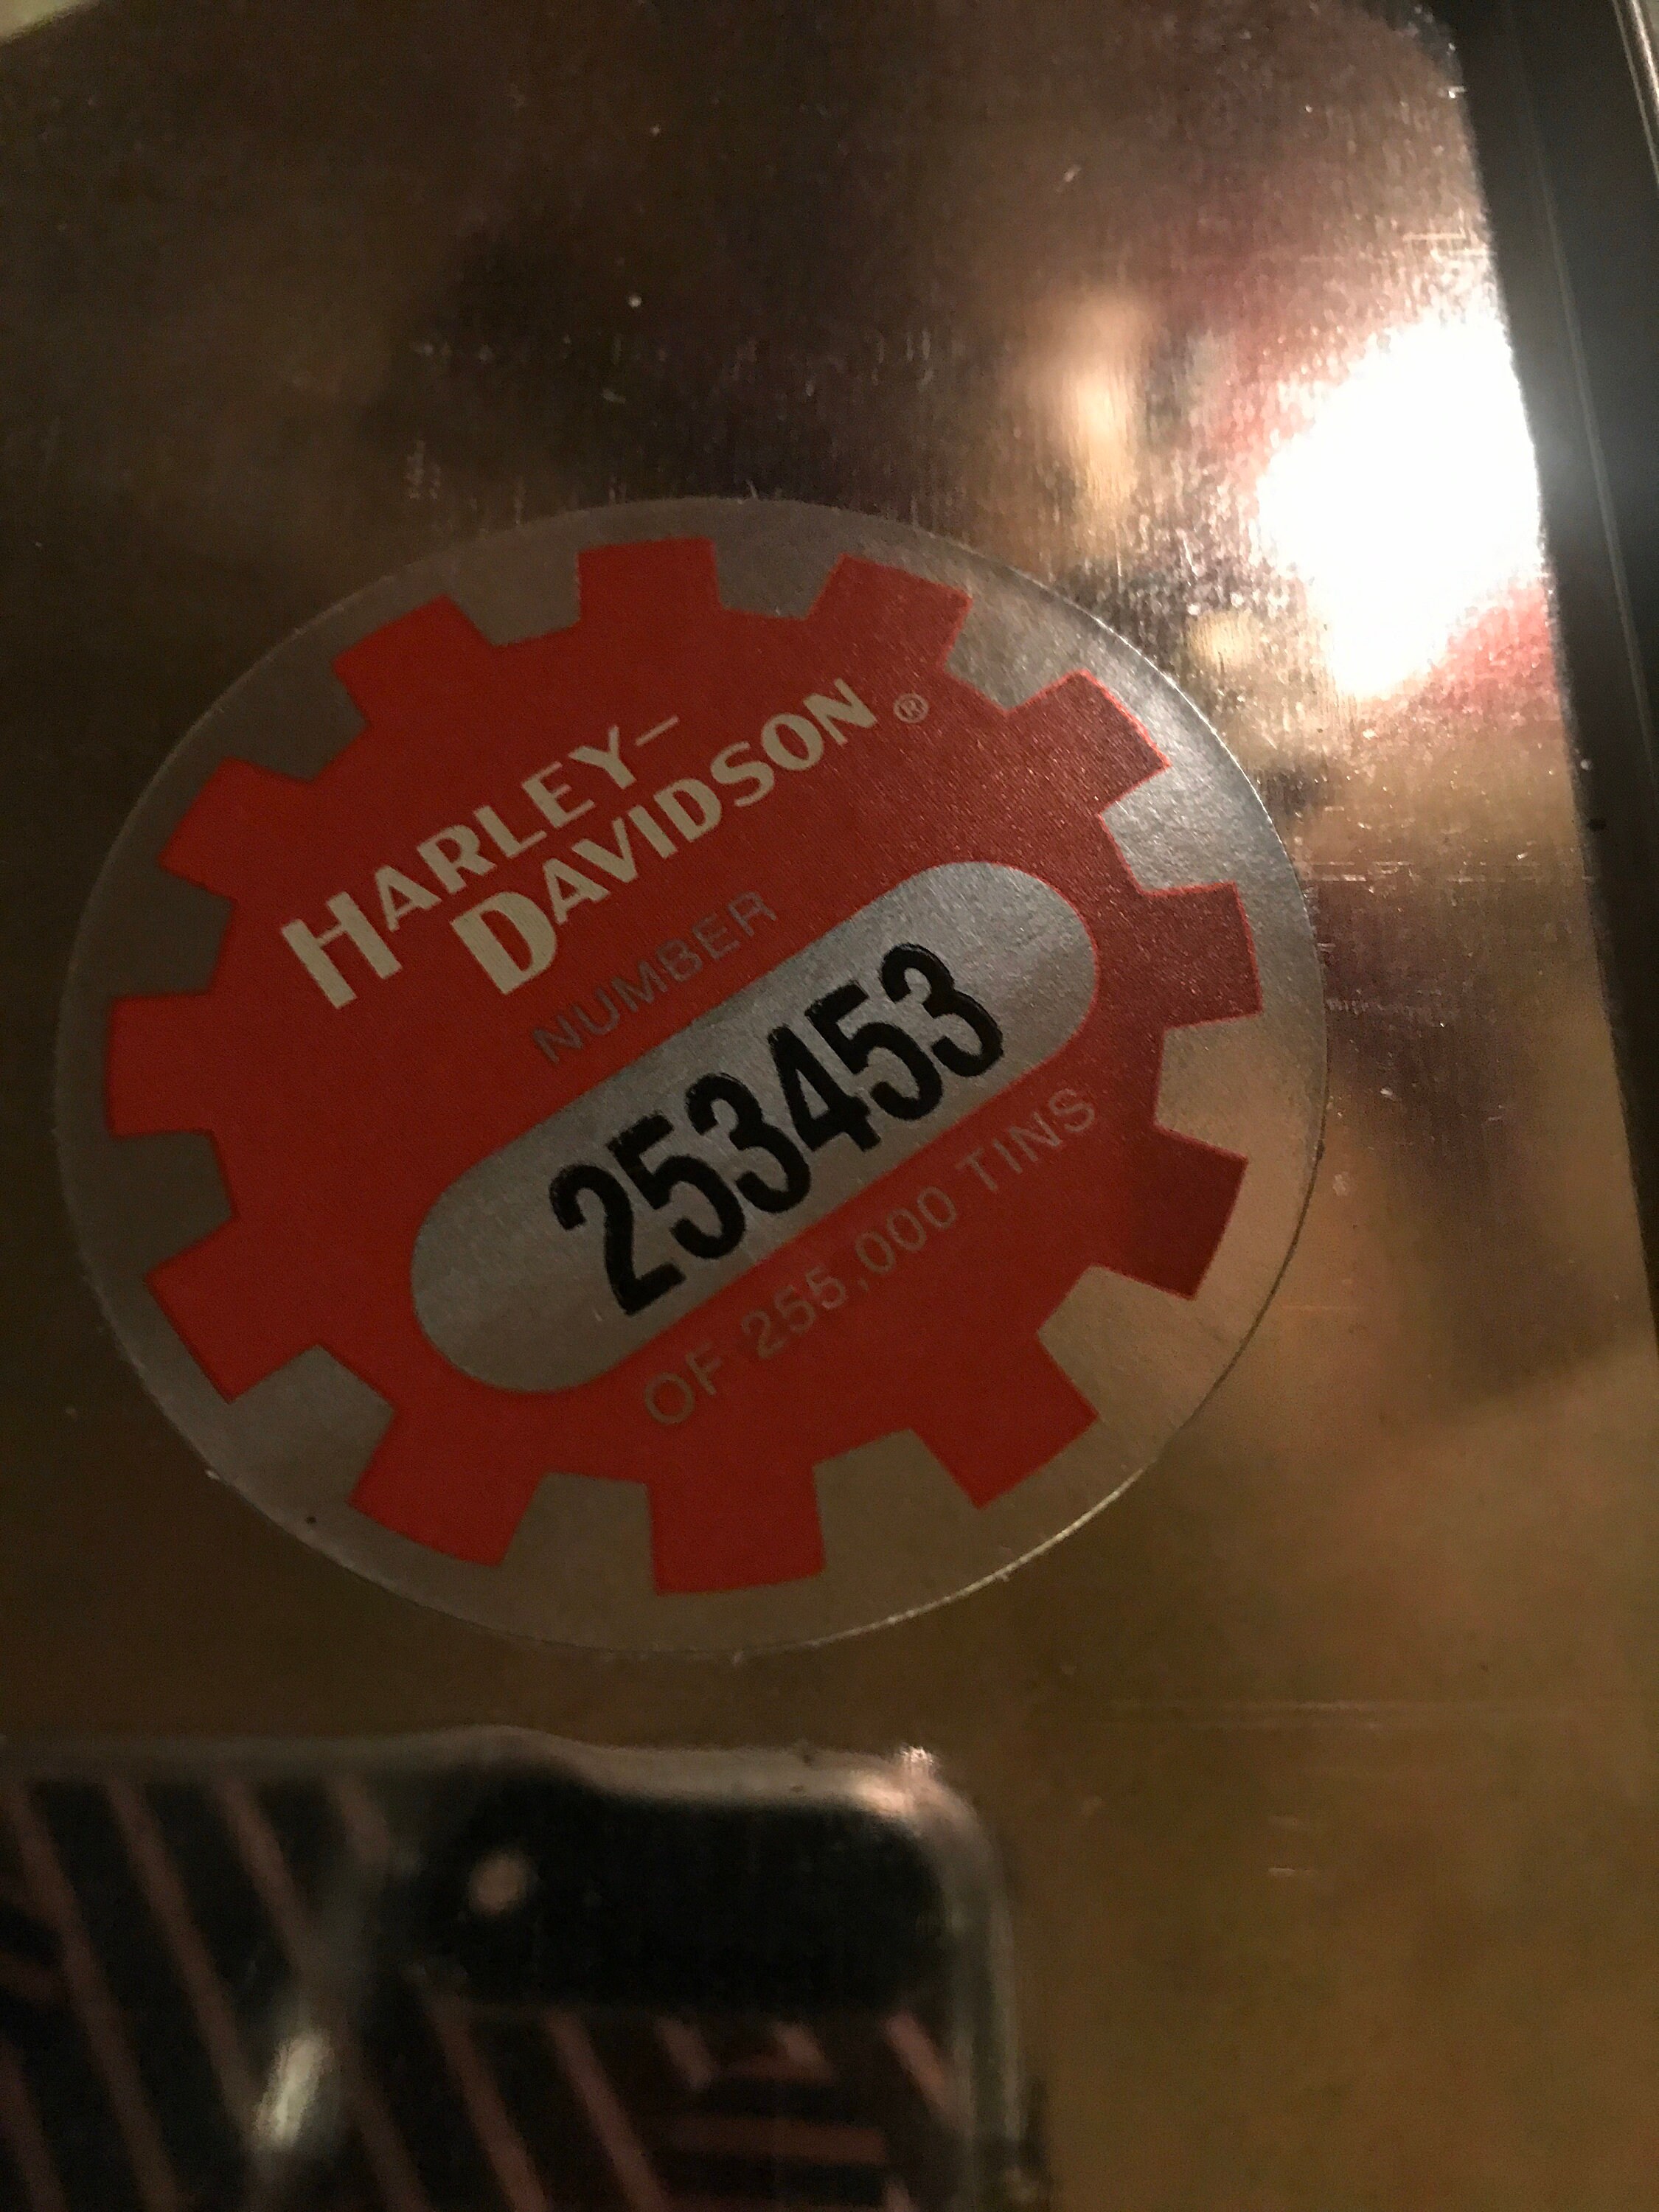 HARLEY-
DAVIDSON®
NUMBER
253453
OF 255,000 TINS